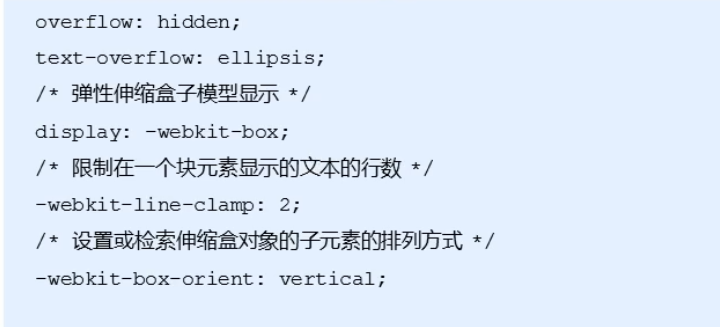 overflow: hidden;
text-overflow: ellipsis;
/* 弹性伸缩盒子模型显示 */
display: -webkit-box;
/* 限制在一个块元素显示的文本的行数 */
-webkit-line-clamp: 2;
/* 设置或检索伸缩盒对象的子元素的排列方式 */
-webkit-box-orient: vertical;